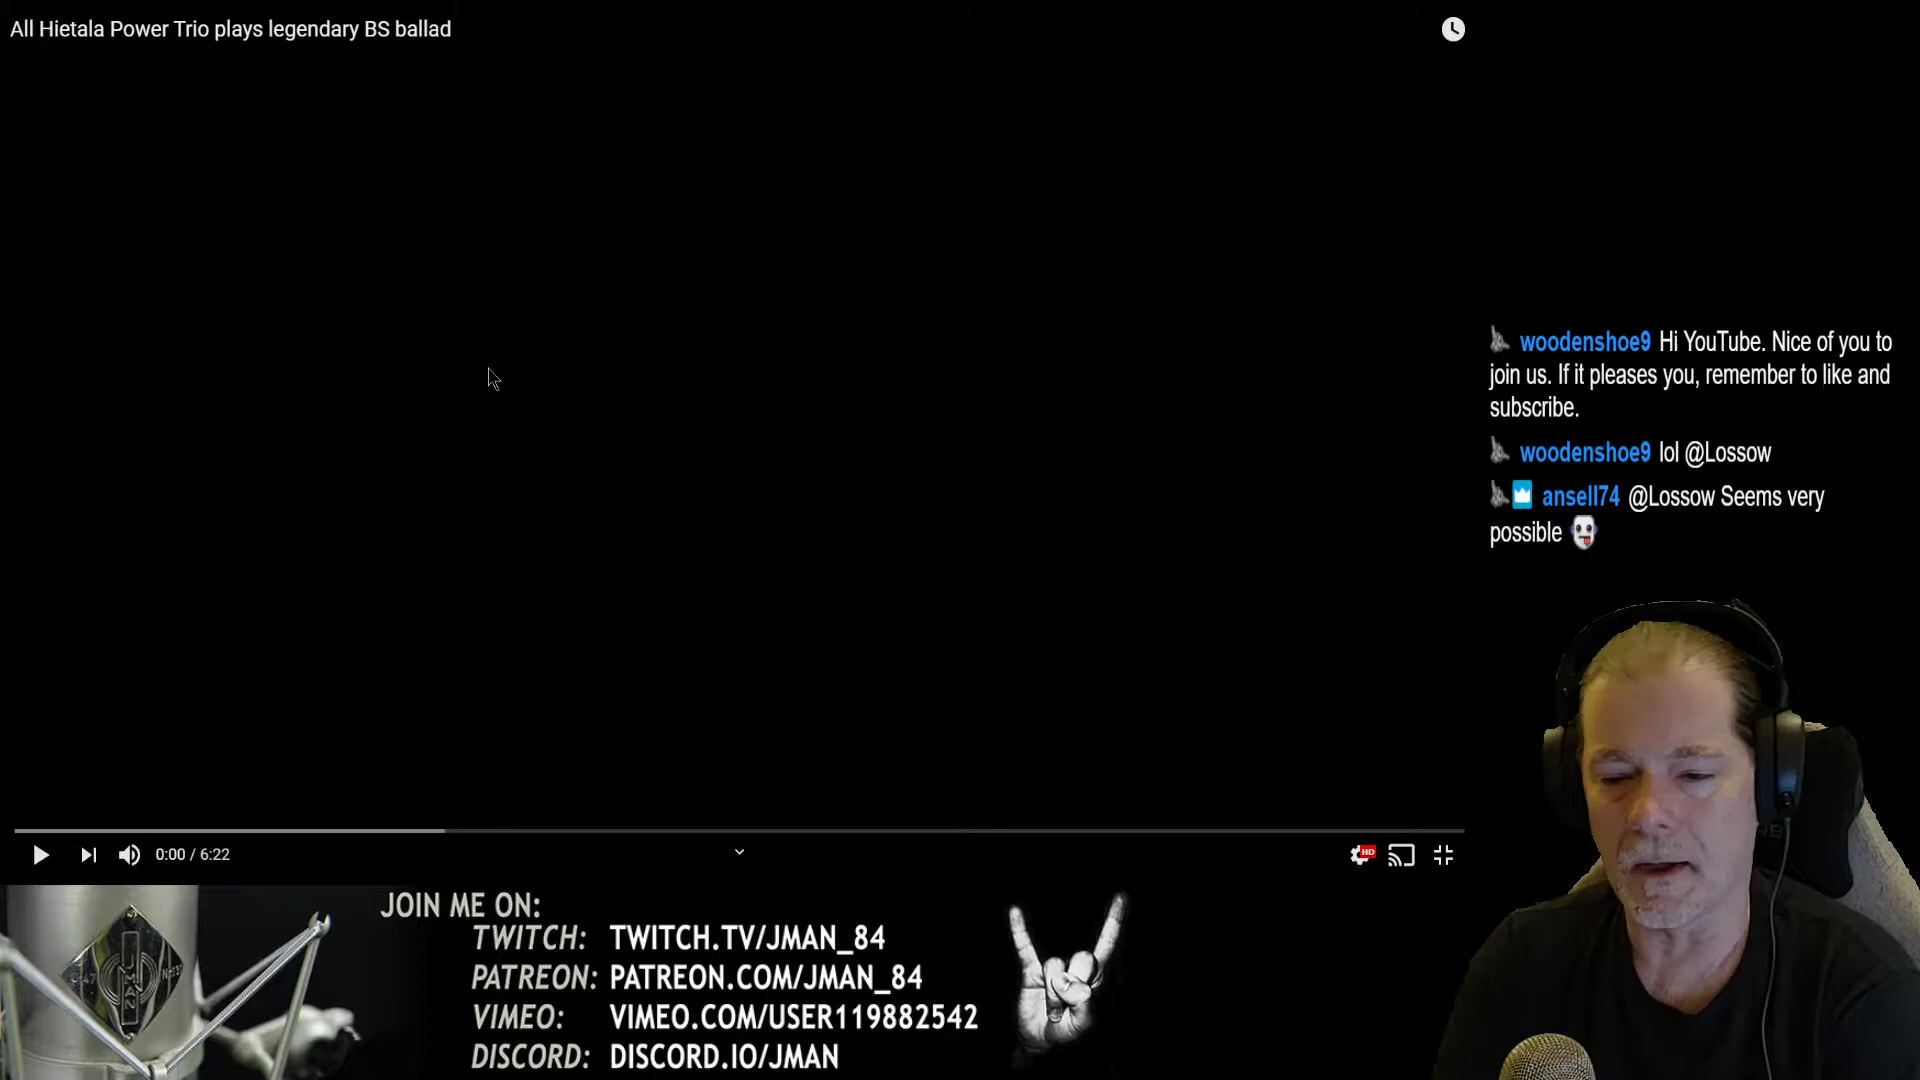 All Hietala Power Trio plays legendary BS ballad
woodenshoe9 Hi YouTube. Nice of you to
join us. If it pleases you, remember to like and
subscribe.
woodenshoe9 lol @Lossow
ansell74 @Lossow Seems very
possible
0:00 / 6:22
HD
JOIN ME ON:
TWITCH: TWITCH.TV/JMAN_84
PATREON: PATREON.COM/JMAN_84
VIMEO: VIMEO.COM/USER119882542
DISCORD: DISCORD.IO/JMAN
JMAN